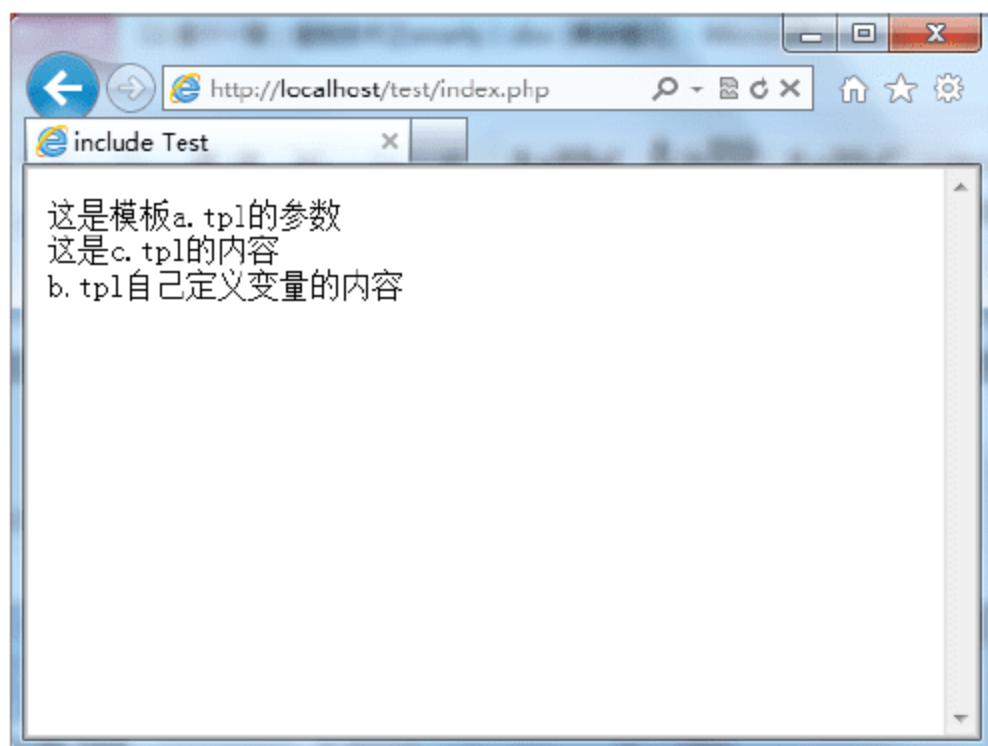 http://localhost/test/index.php
include Test
这是模板a.tpl的参数
这是c.tpl的内容
b.tpl自己定义变量的内容